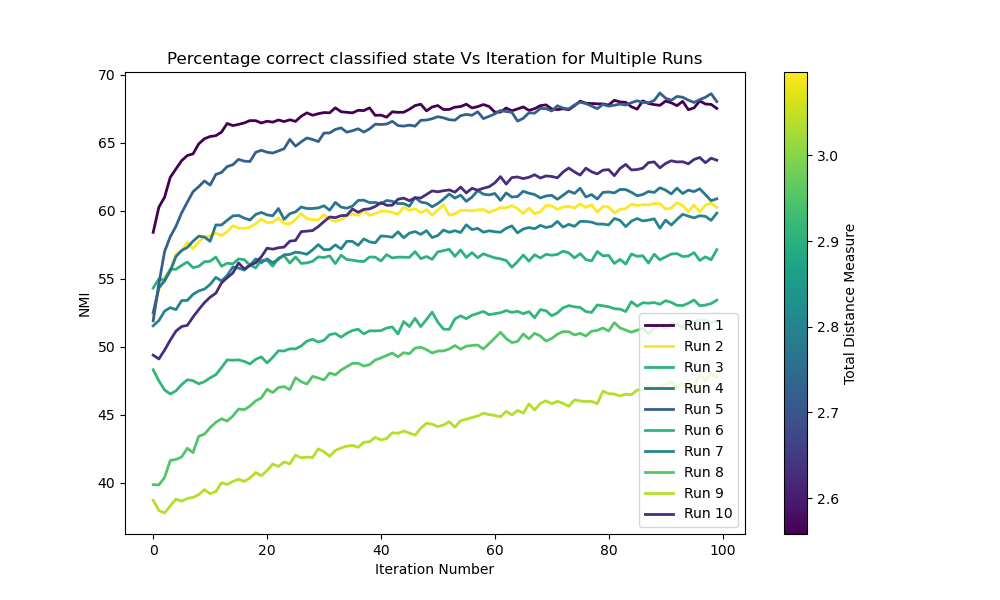 Percentage correct classified state Vs Iteration for Multiple Runs
NMI
70
65
60
55
50
45
40
0
20
40
60
80
100
Iteration Number
Run 1
Run 2
Run 3
Run 4
Run 5
Run 6
Run 7
Run 8
Run 9
Run 10
3.0
2.9
2.8
2.7
2.6
Total Distance Measure